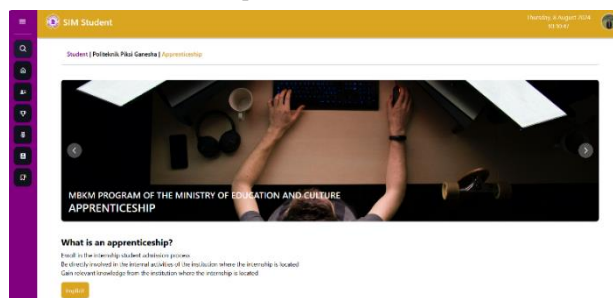 SIM Student
Thursday, 8 August 2024
Student | Politeknik Piksi Ganesha | Apprenticeship
MBKM PROGRAM OF THE MINISTRY OF EDUCATION AND CULTURE
APPRENTICESHIP
What is an apprenticeship?
Enroll in the internship student admission process
Be directly involved in the internal activities of the institution where the internship is located
Gain relevant knowledge from the institution where the internship is located